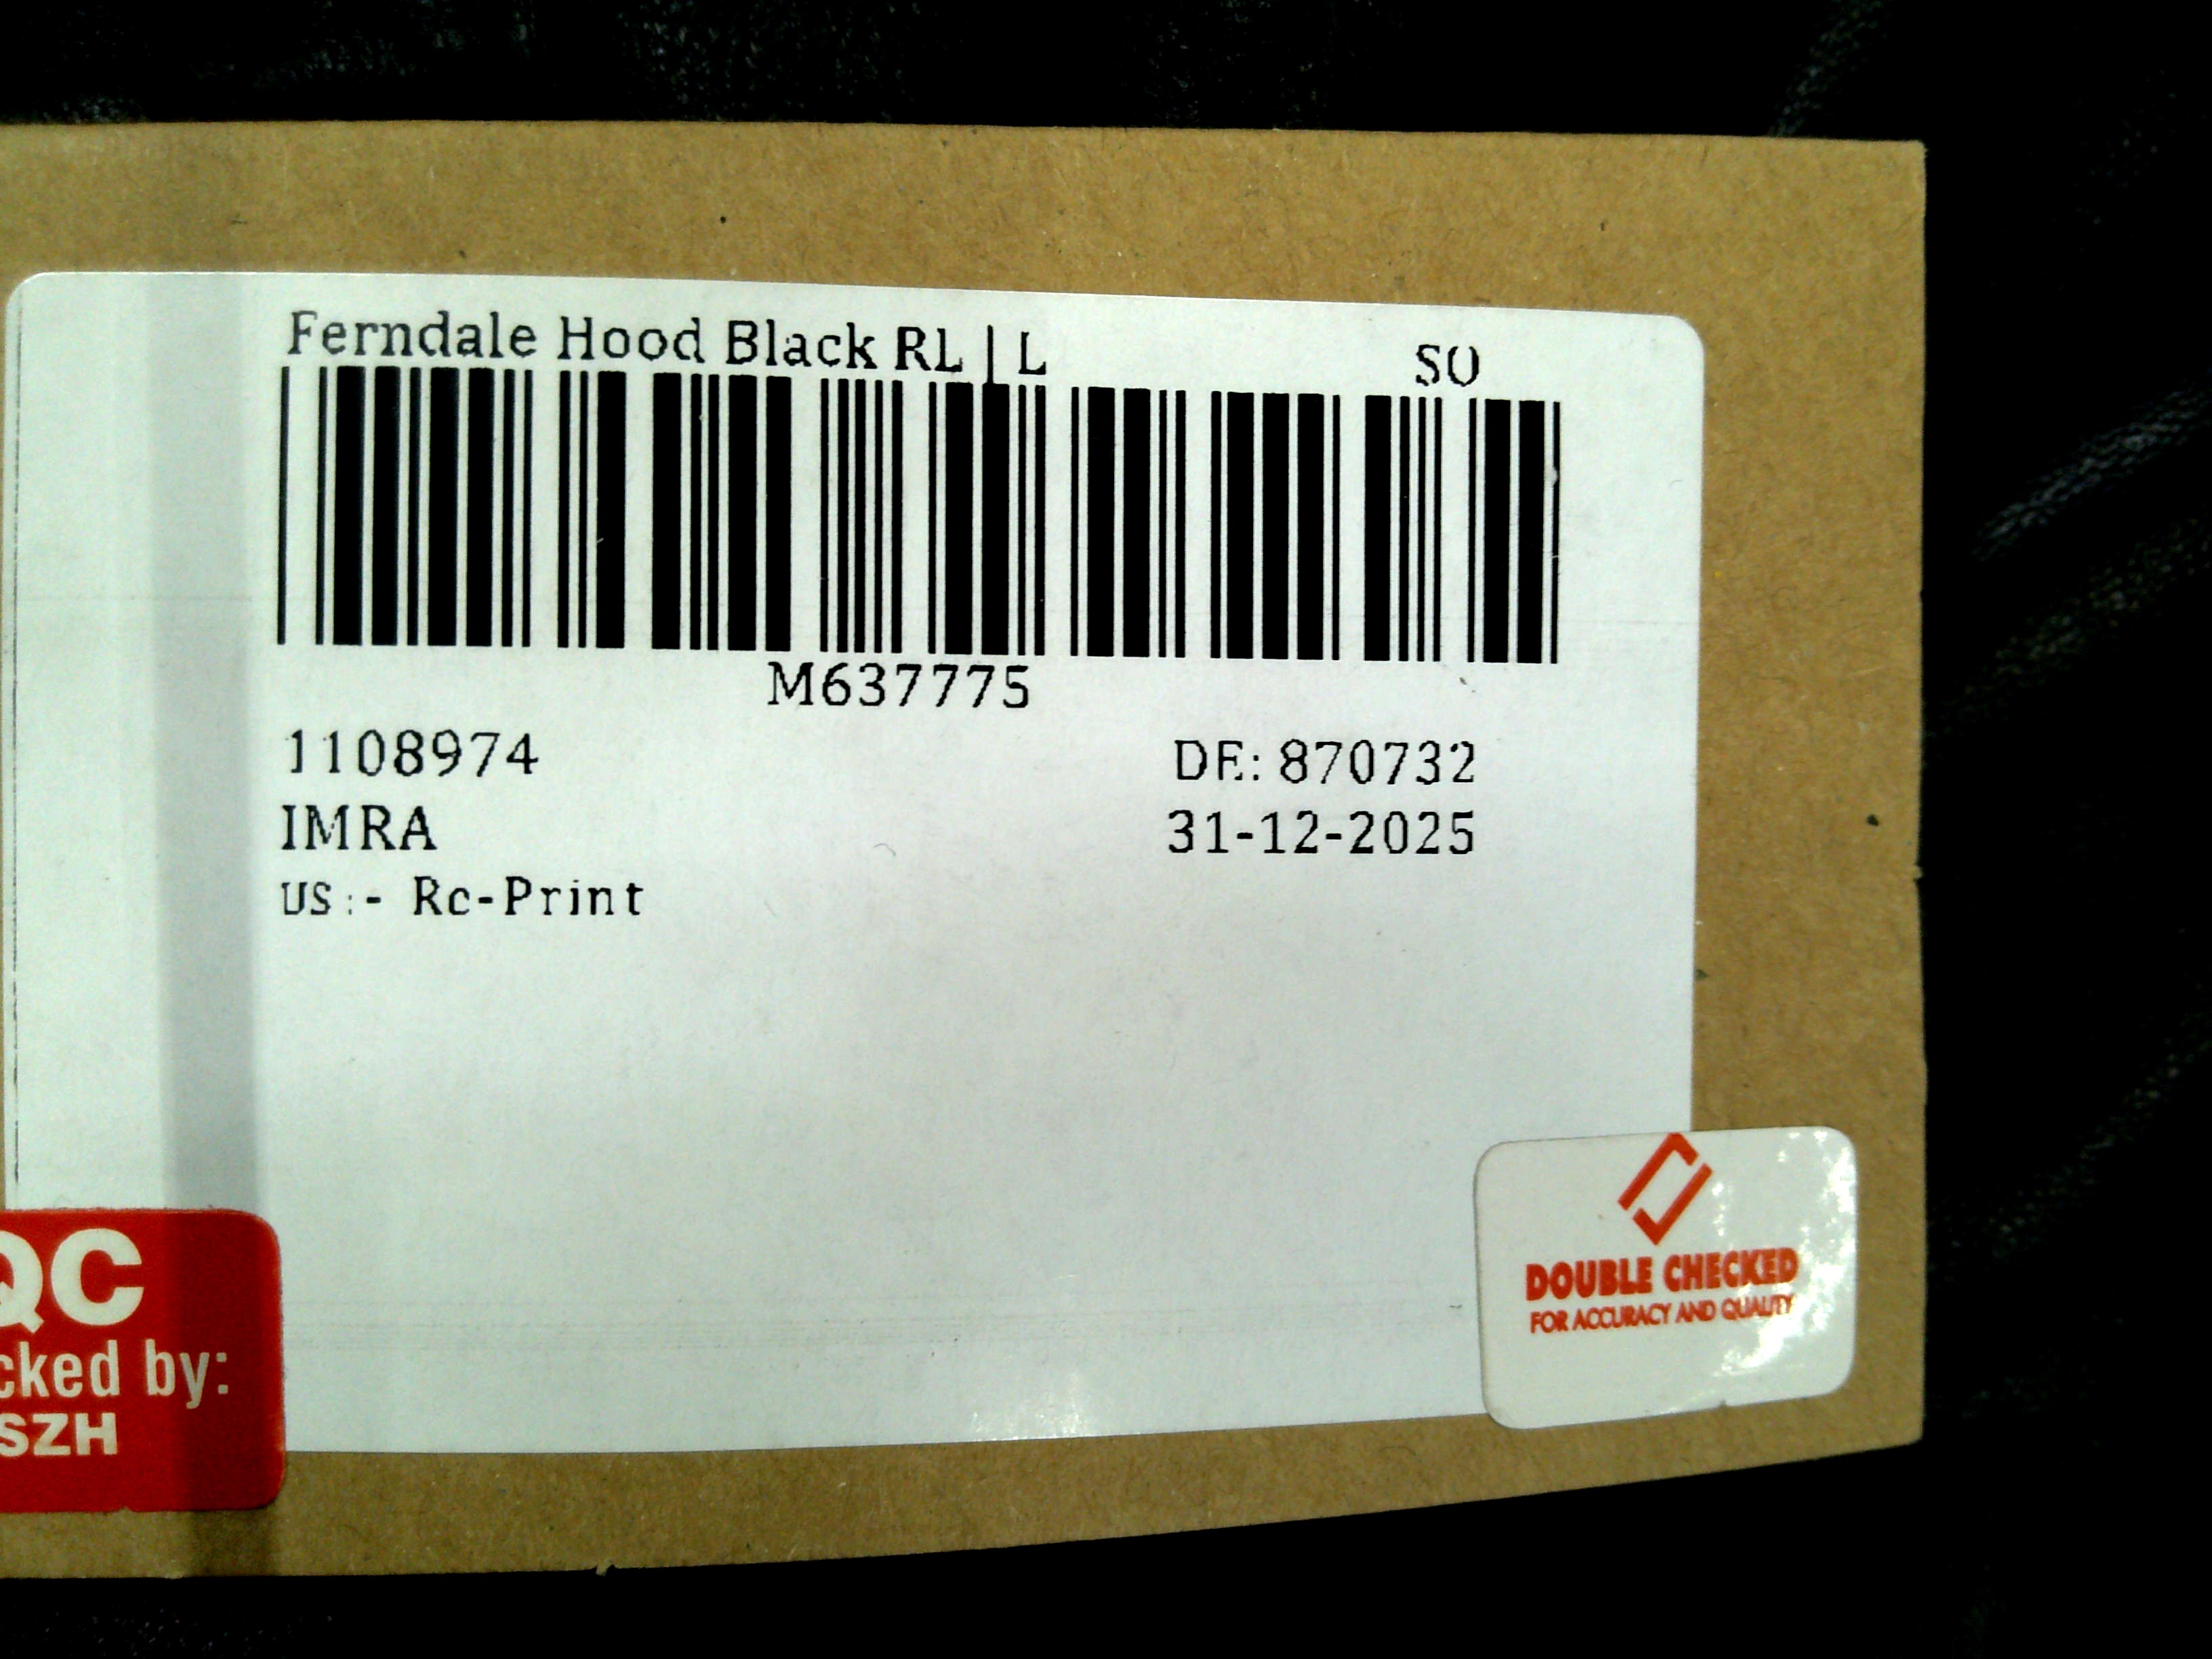 Ferndale Hood Black RL | L
SO
M637775
1108974
DE: 870732
IMRA
31-12-2025
US:- Re-Print
QC
cked by:
SZH
DOUBLE CHECKED
FOR ACCURACY AND QUALITY